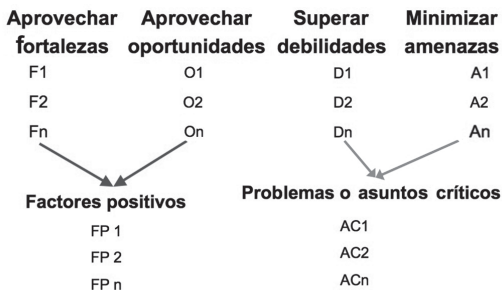 Aprovechar Aprovechar Superar Minimizar
fortalezas oportunidades debilidades amenazas
F1 O1 D1 A1
F2 O2 D2 A2
Fn On Dn An
Factores positivos Problemas o asuntos críticos
FP 1 AC1
FP 2 AC2
FP n ACn